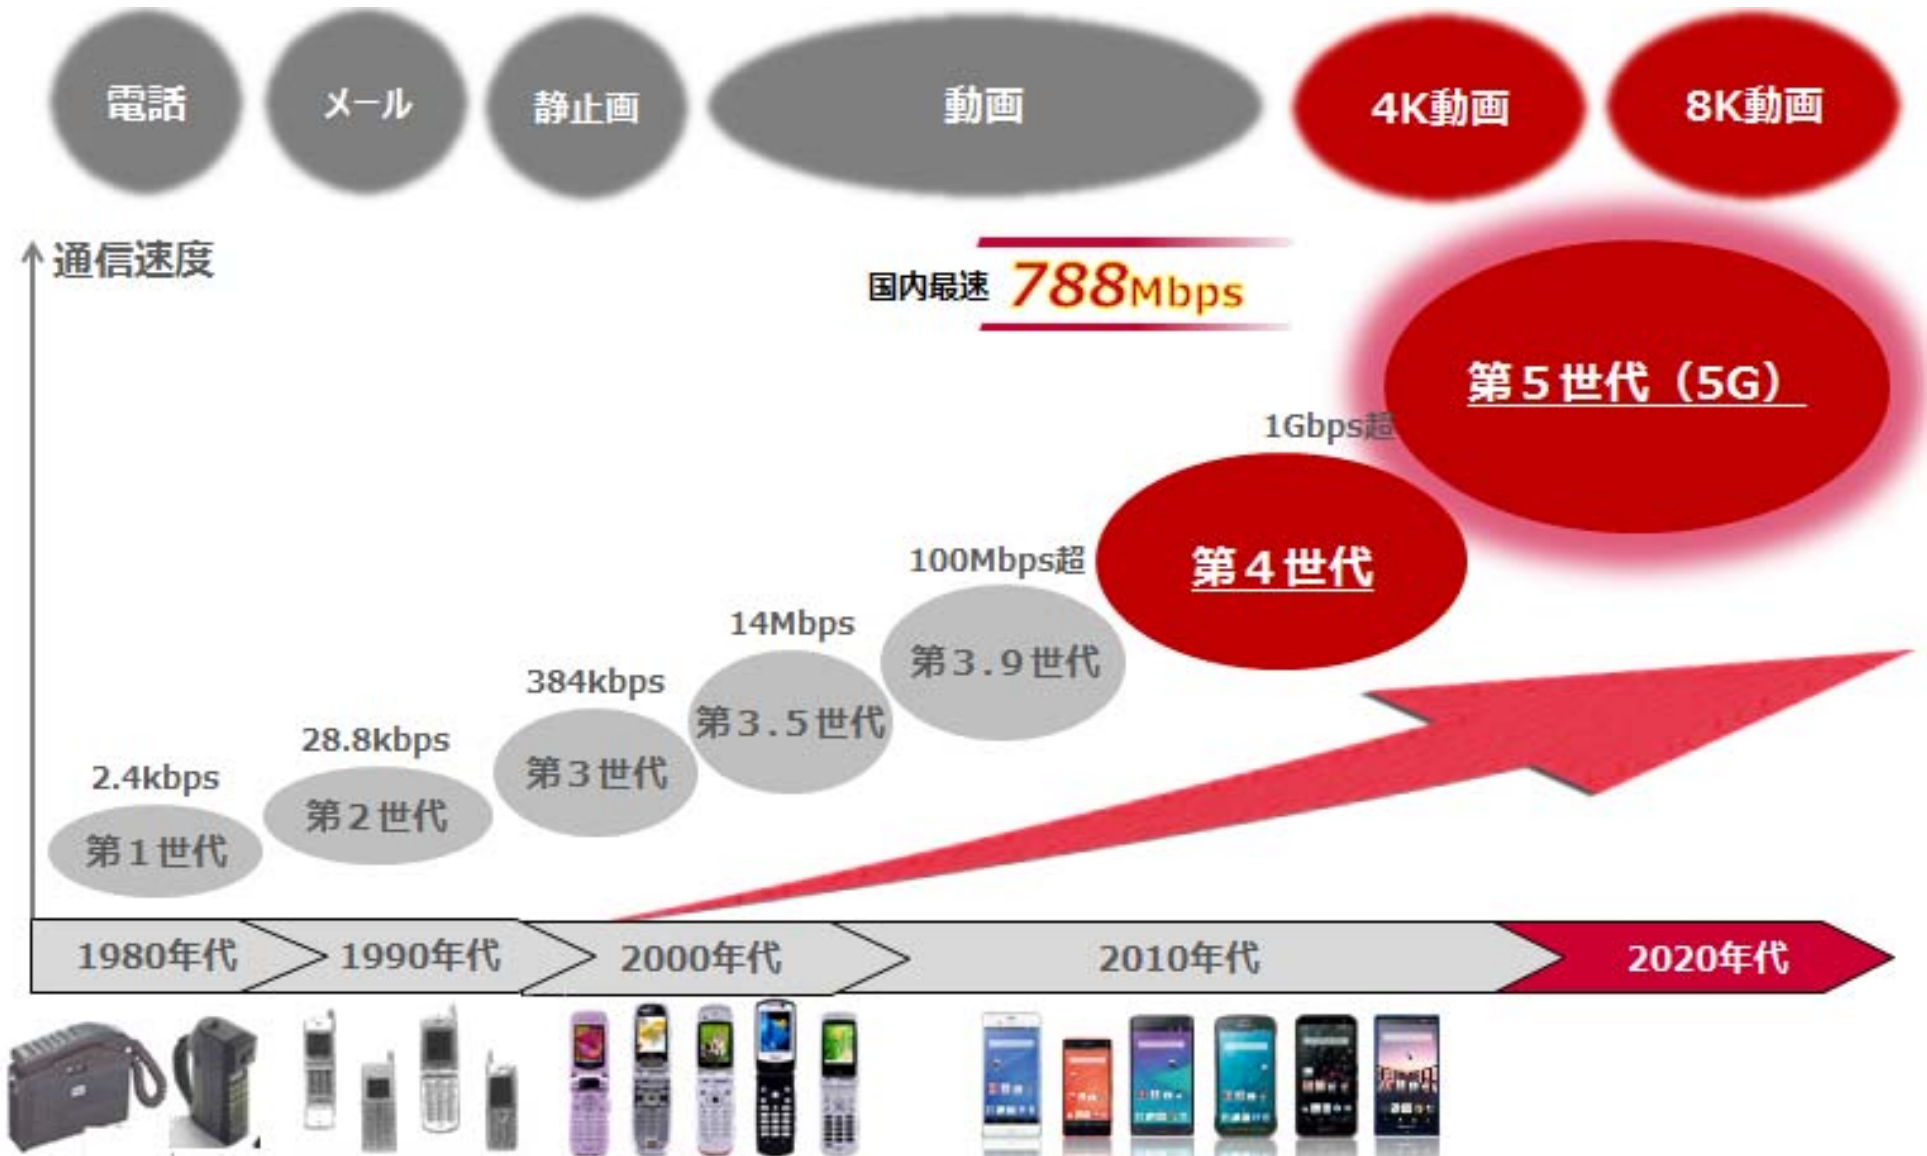 電話
メール
静止画
動画
4K動画
8K動画
通信速度
国内最速 788Mbps
第５世代（5G）
1Gbps超
第４世代
100Mbps超
第３.９世代
14Mbps
第３.５世代
384kbps
第３世代
28.8kbps
第２世代
2.4kbps
第１世代
1980年代
1990年代
2000年代
2010年代
2020年代